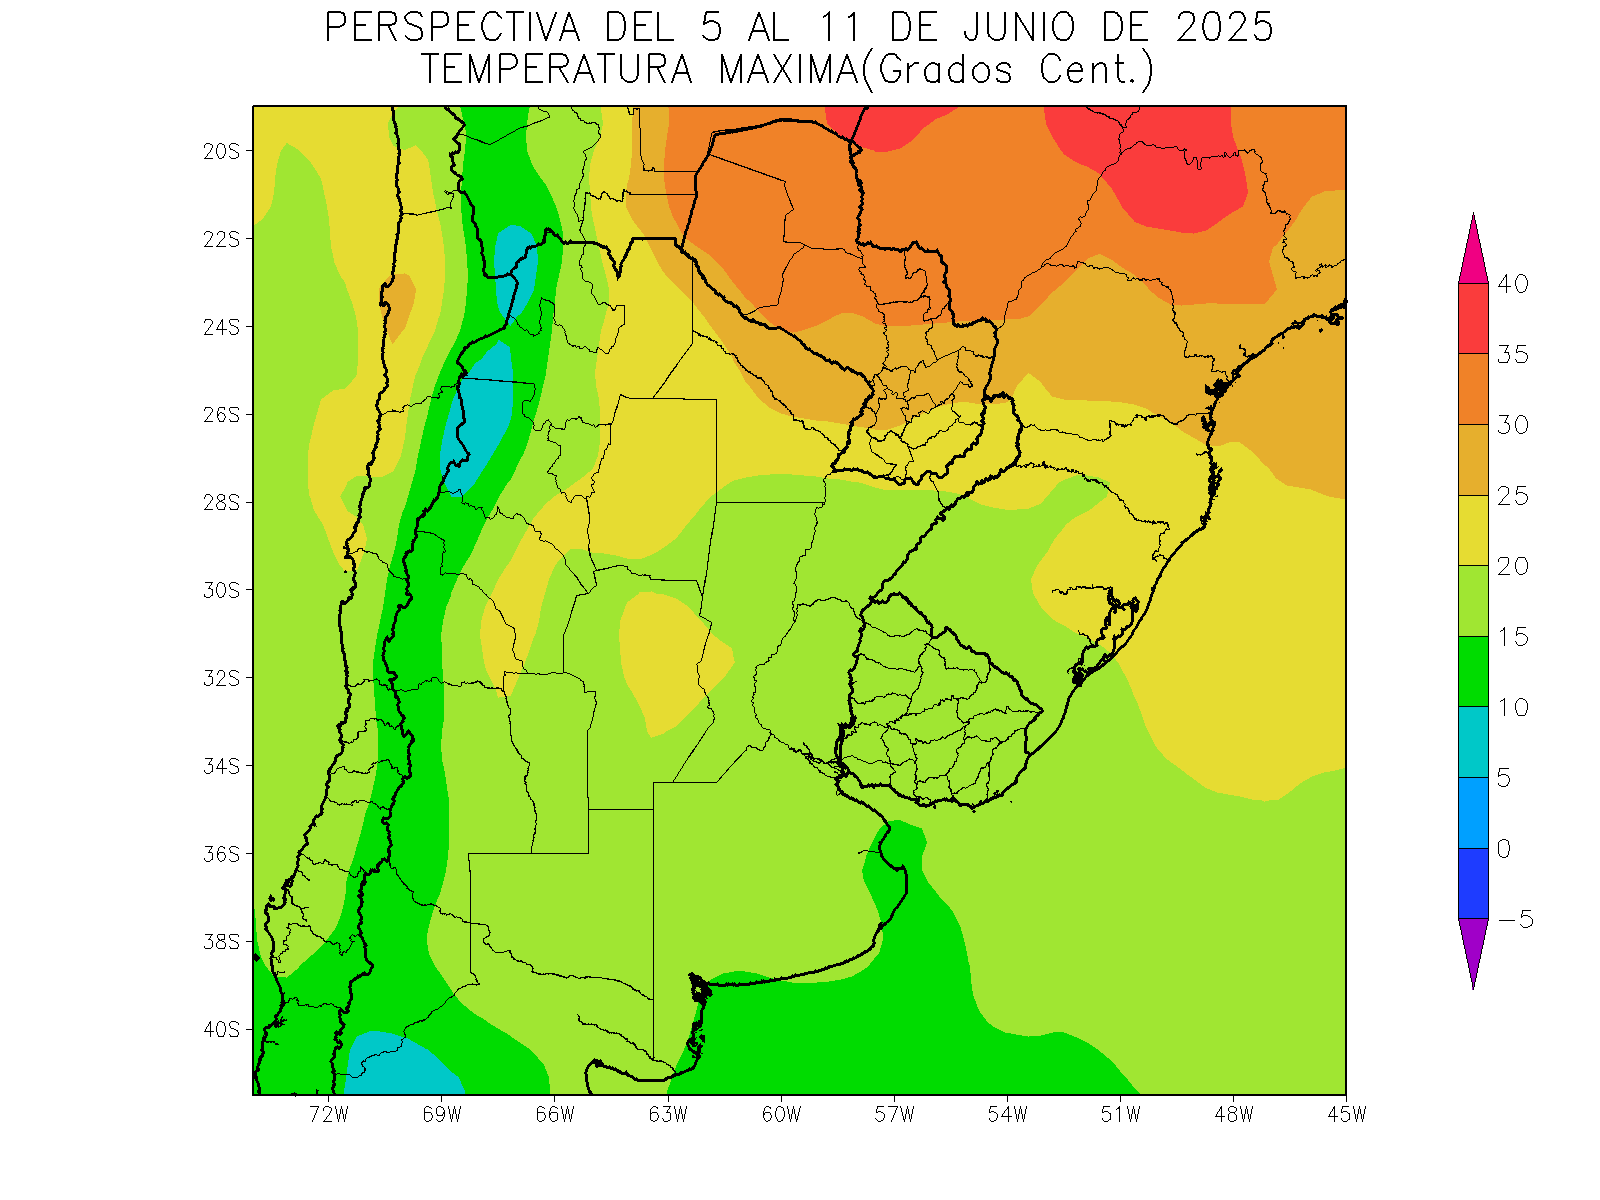 PERSPECTIVA DEL 5 AL 11 DE JUNIO DE 2025
TEMPERATURA MAXIMA(Grados Cent.)
20S
22S
24S
26S
28S
30S
32S
34S
36S
38S
40S
72W 69W 66W 63W 60W 57W 54W 51W 48W 45W
40
35
30
25
20
15
10
5
0
-5